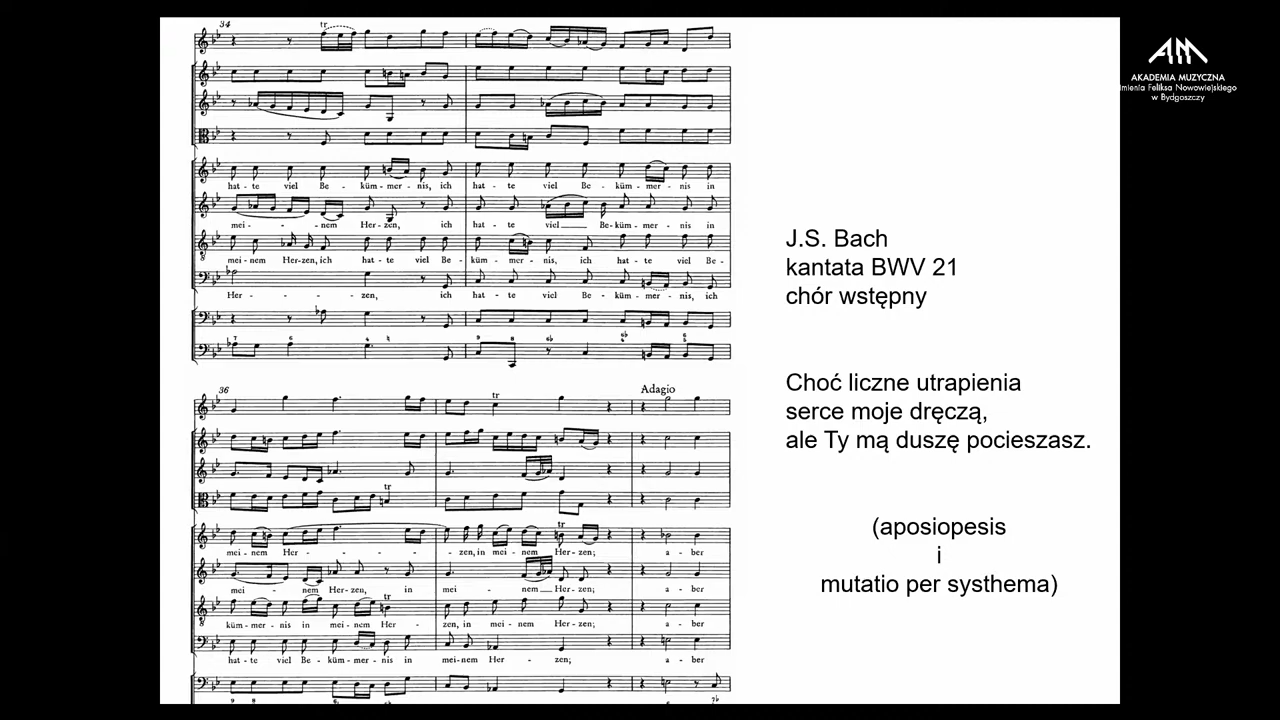 34
tr
hat - te viel Be - küm - mer - nis, ich hat - te viel Be - küm - mer - nis in
mei - nem Her - zen, ich hat - te viel Be - küm - mer - nis in
meinem Her - zen, ich hat - te viel Be - küm - mer - nis, ich hat - te viel Be -
Her - zen, ich hat - te viel Be - küm - mer - nis, ich
36
tr
Adagio
tr
tr
mei - nem Her - zen, in mei - nem Her - zen; a - ber
mei - nem Her - zen, in mei - nem Her - zen; a - ber
tr
küm - mer - nis in mei - nem Her - zen, in mei - nem Her - zen; a - ber
hat - te viel Be - küm - mer - nis in mei - nem Her - zen; a - ber
AKADEMIA MUZYCZNA
imienia Feliksa Nowowiejskiego
w Bydgoszczy
J.S. Bach
kantata BWV 21
chór wstępny
Choć liczne utrapienia
serce moje dręczą,
ale Ty mą duszę pocieszasz.
(aposiopesis
i
mutatio per systhema)